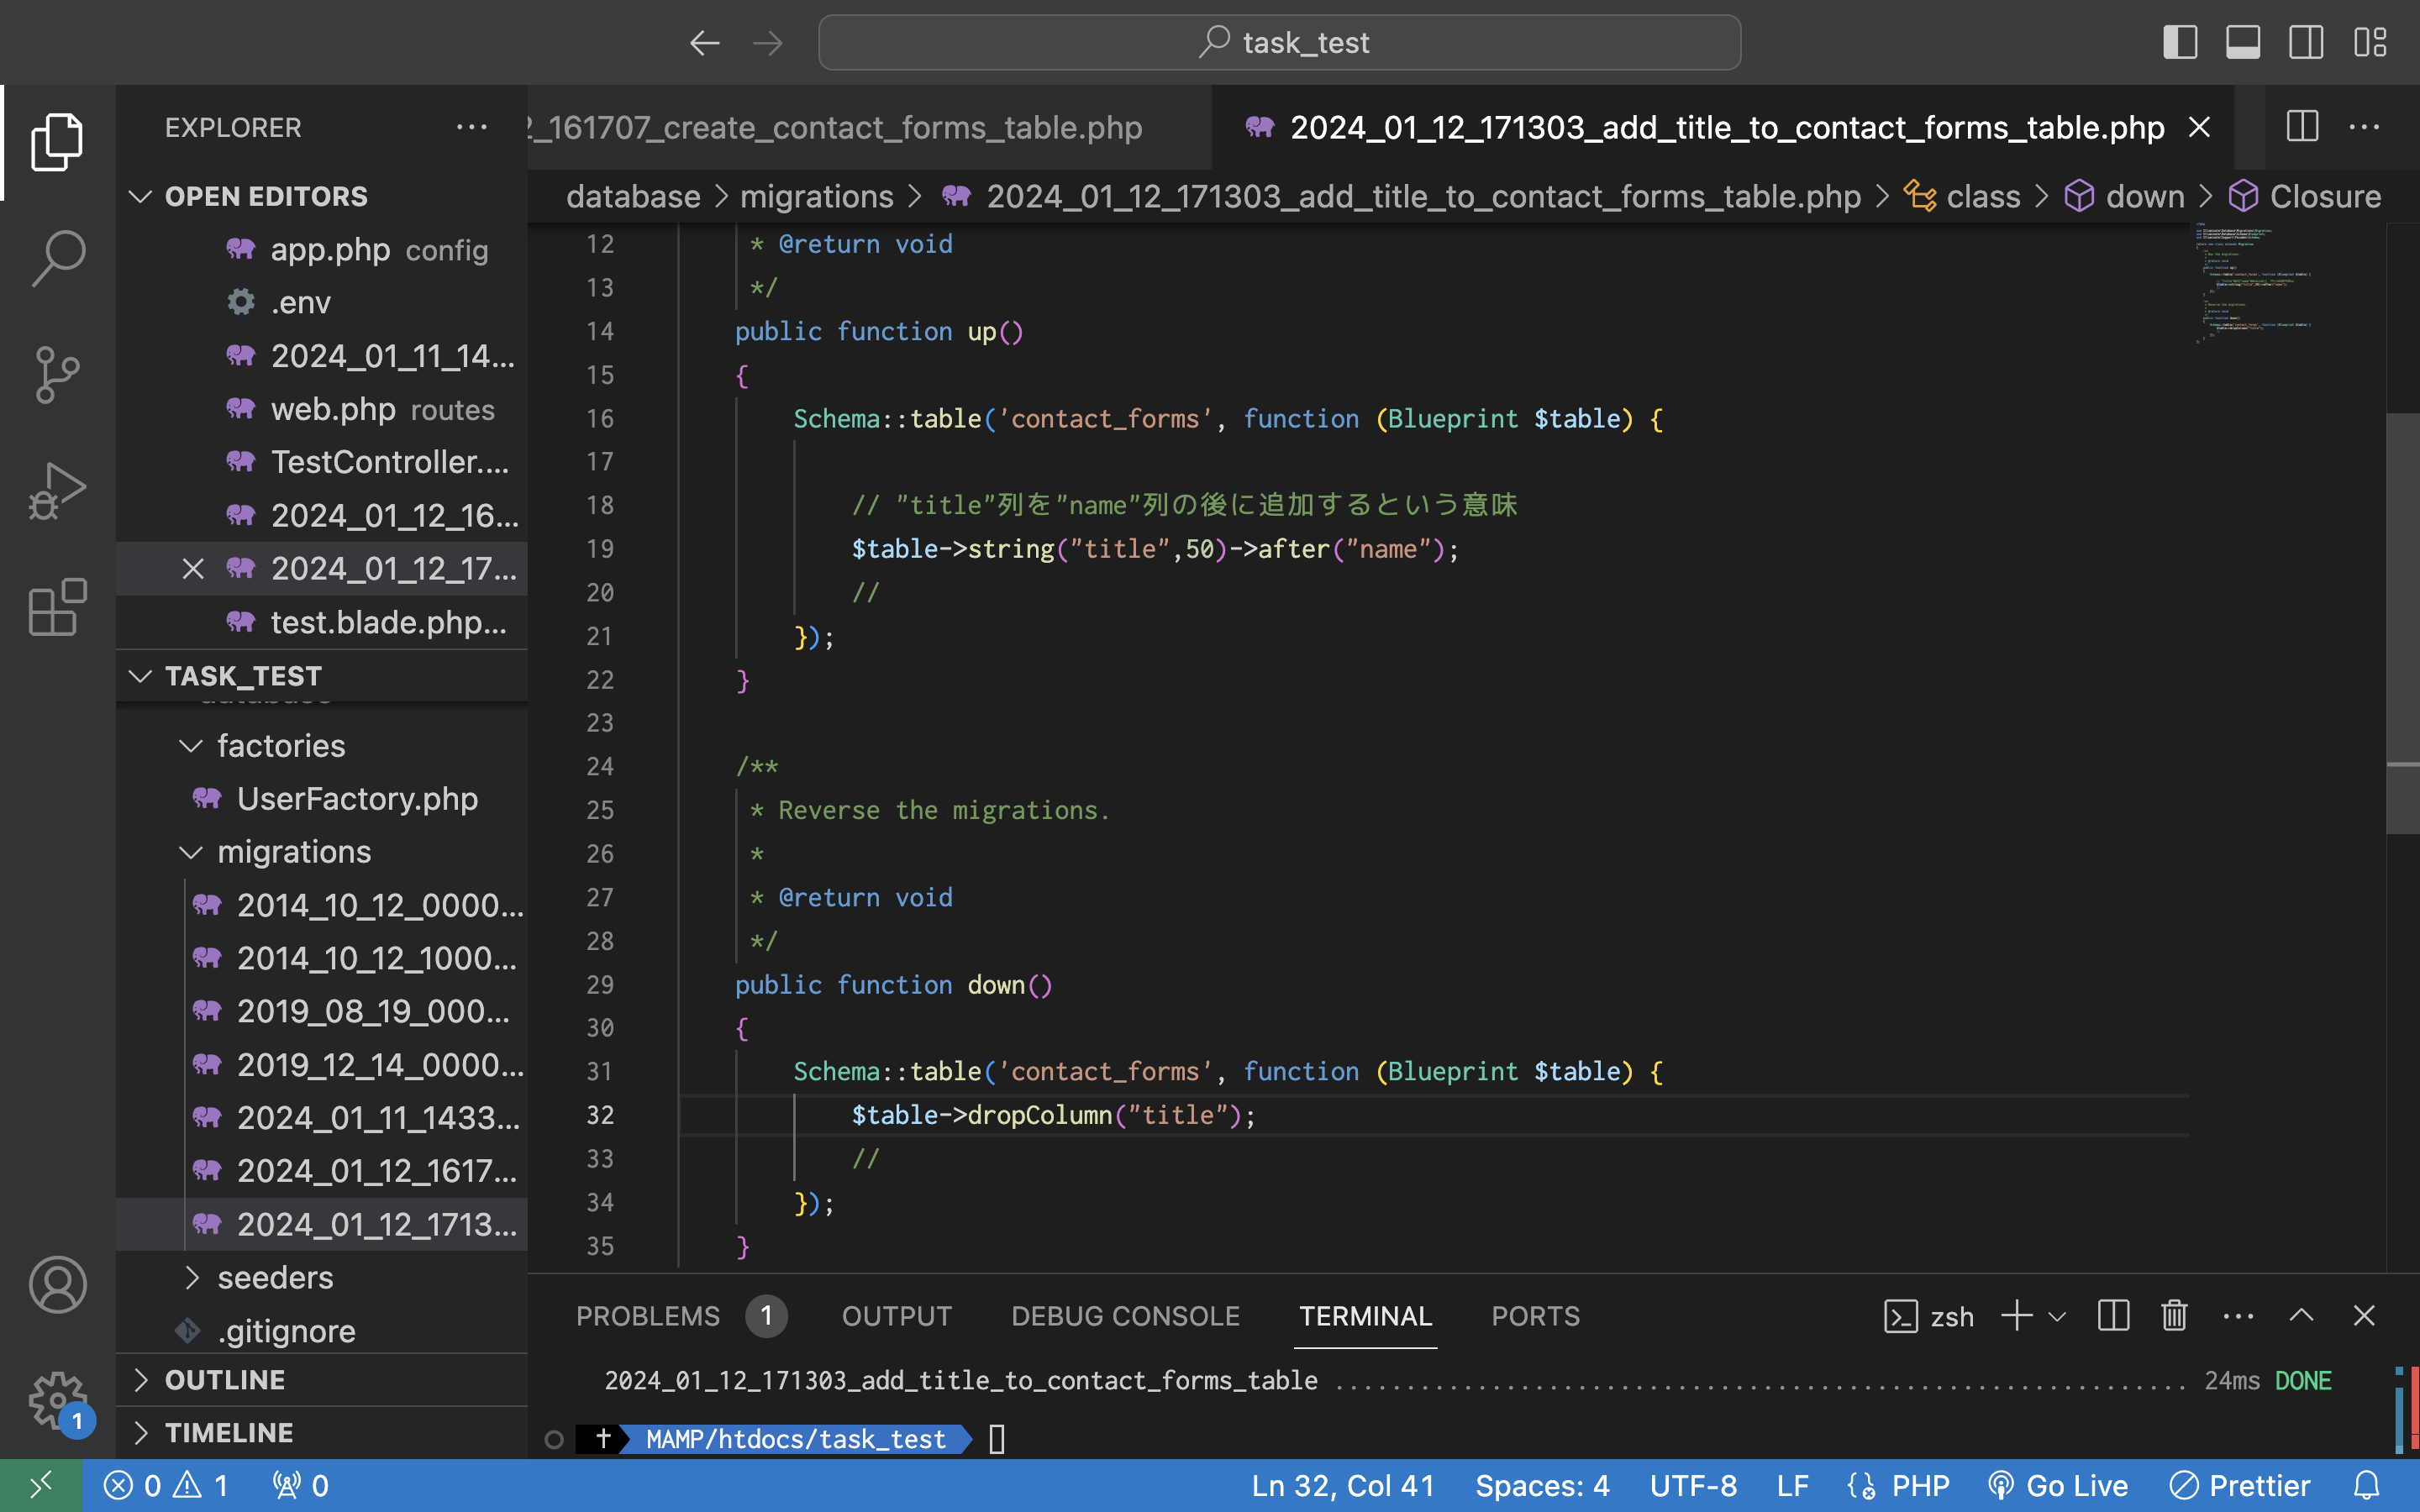 task_test
EXPLORER
OPEN EDITORS
app.php config
.env
2024_01_11_14...
web.php routes
TestController....
2024_01_12_16...
2024_01_12_17...
test.blade.php...
TASK_TEST
factories
UserFactory.php
migrations
2014_10_12_0000...
2014_10_12_1000...
2019_08_19_000...
2019_12_14_0000...
2024_01_11_1433...
2024_01_12_1617...
2024_01_12_1713...
seeders
.gitignore
OUTLINE
TIMELINE
1
_161707_create_contact_forms_table.php
2024_01_12_171303_add_title_to_contact_forms_table.php
database > migrations > 2024_01_12_171303_add_title_to_contact_forms_table.php > class > down > Closure
12 * @return void
13 */
14 public function up()
15 {
16 Schema::table('contact_forms', function (Blueprint $table) {
17
18 // "title"列を"name"列の後に追加するという意味
19 $table->string("title",50)->after("name");
20 //
21 });
22 }
23
24 /**
25 * Reverse the migrations.
26 *
27 * @return void
28 */
29 public function down()
30 {
31 Schema::table('contact_forms', function (Blueprint $table) {
32 $table->dropColumn("title");
33 //
34 });
35 }
PROBLEMS 1 OUTPUT DEBUG CONSOLE TERMINAL PORTS zsh
2024_01_12_171303_add_title_to_contact_forms_table ........................................................... 24ms DONE
MAMP/htdocs/task_test
0 1 0 Ln 32, Col 41 Spaces: 4 UTF-8 LF PHP Go Live Prettier